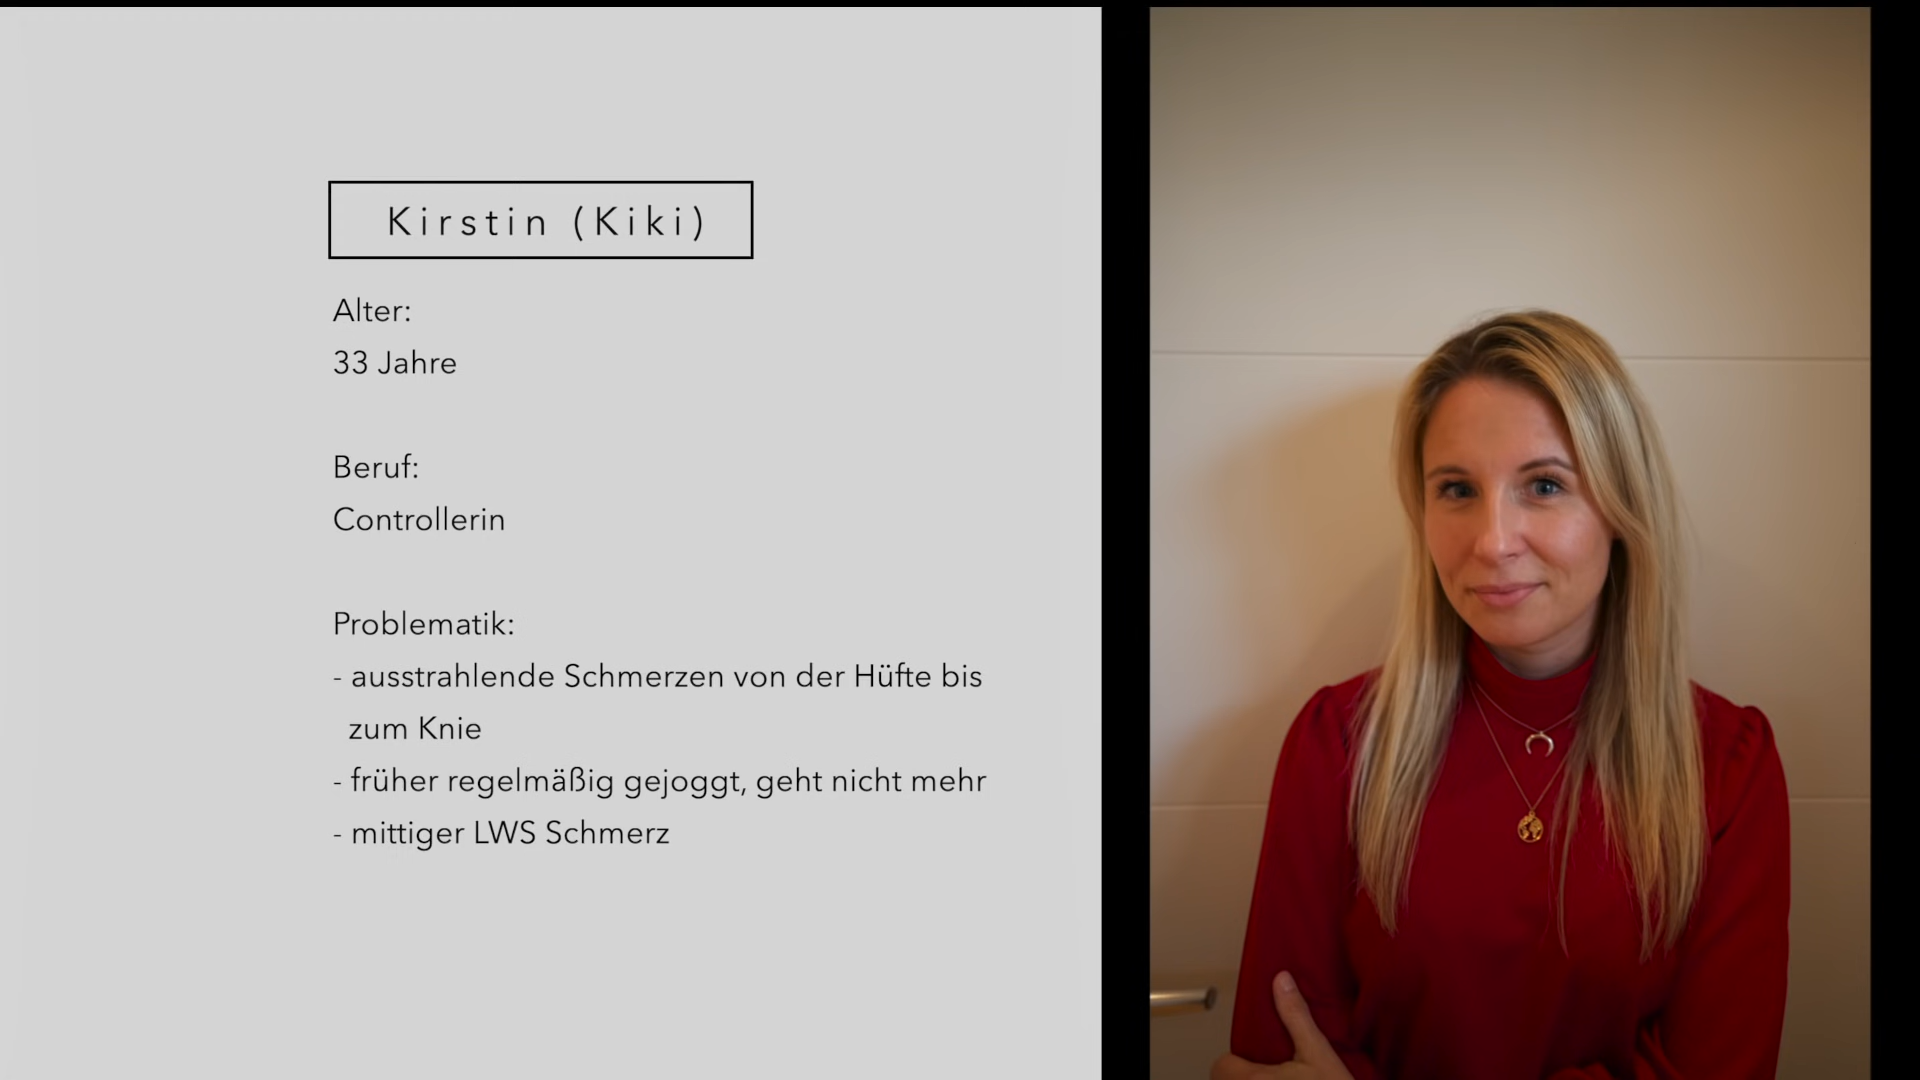 Kirstin (Kiki)
Alter:
33 Jahre
Beruf:
Controllerin
Problematik:
- ausstrahlende Schmerzen von der Hüfte bis
zum Knie
- früher regelmäßig gejoggt, geht nicht mehr
- mittiger LWS Schmerz